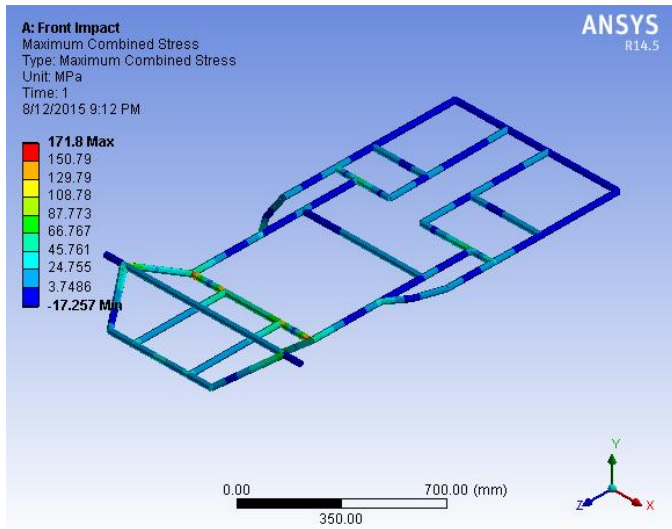 A: Front Impact
Maximum Combined Stress
Type: Maximum Combined Stress
Unit: MPa
Time: 1
8/12/2015 9:12 PM
ANSYS
R14.5
171.8 Max
150.79
129.79
108.78
87.773
66.767
45.761
24.755
3.7486
-17.257 Min
0.00
700.00 (mm)
350.00
Y
Z
X